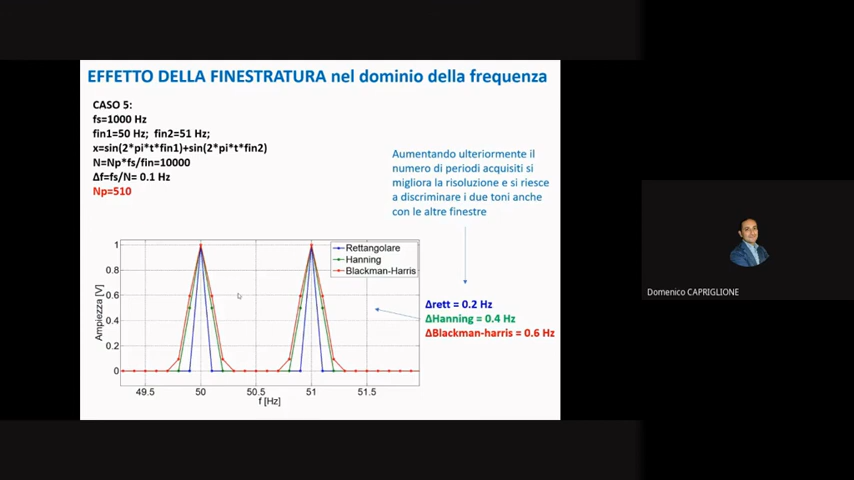 EFFETTO DELLA FINESTRATURA nel dominio della frequenza
CASO 5:
fs=1000 Hz
fin1=50 Hz; fin2=51 Hz;
x=sin(2*pi*t*fin1)+sin(2*pi*t*fin2)
N=Np*fs/fin=10000
Δf=fs/N= 0.1 Hz
Np=510
Aumentando ulteriormente il
numero di periodi acquisiti si
migliora la risoluzione e si riesce
a discriminare i due toni anche
con le altre finestre
Rettangolare
Hanning
Blackman-Harris
Ampiezza [V]
1
0.8
0.6
0.4
0.2
0
49.5 50 50.5 51 51.5
f [Hz]
Δrett = 0.2 Hz
ΔHanning = 0.4 Hz
ΔBlackman-harris = 0.6 Hz
Domenico CAPRIGLIONE